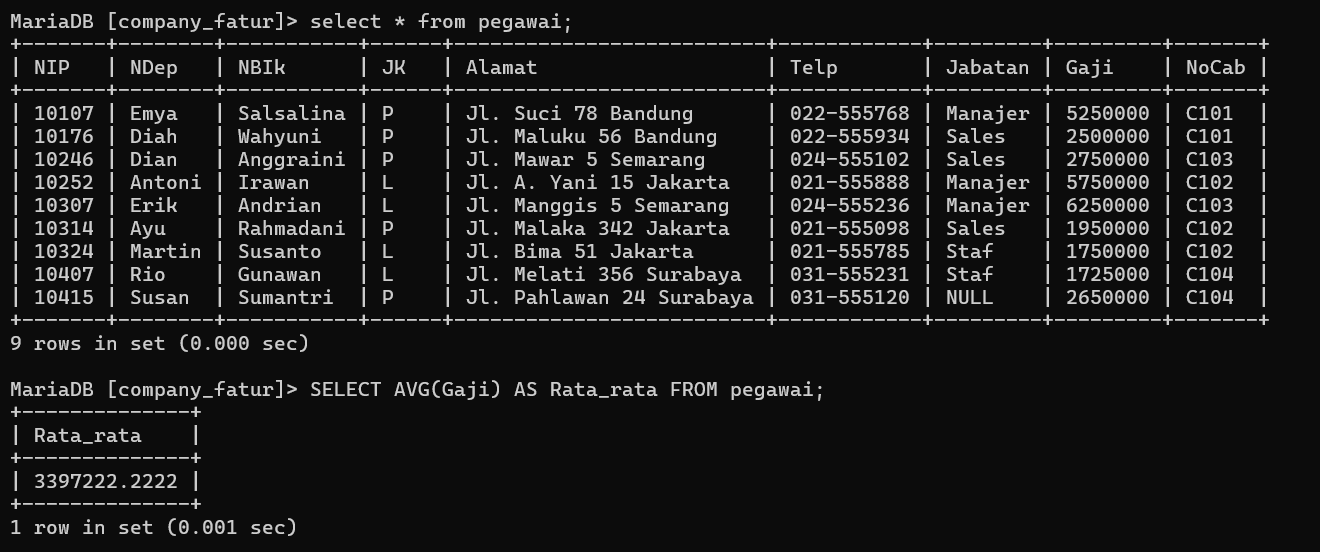 MariaDB [company_fatur]> select * from pegawai;
+-------+--------+-----------+------+--------------------------+------------+---------+---------+-------+
| NIP   | NDep   | NBlk      | JK   | Alamat                   | Telp       | Jabatan | Gaji    | NoCab |
+-------+--------+-----------+------+--------------------------+------------+---------+---------+-------+
| 10107 | Emya   | Salsalina | P    | Jl. Suci 78 Bandung      | 022-555768 | Manajer | 5250000 | C101  |
| 10176 | Diah   | Wahyuni   | P    | Jl. Maluku 56 Bandung    | 022-555934 | Sales   | 2500000 | C101  |
| 10246 | Dian   | Anggraini | P    | Jl. Mawar 5 Semarang     | 024-555102 | Sales   | 2750000 | C103  |
| 10252 | Antoni | Irawan    | L    | Jl. A. Yani 15 Jakarta   | 021-555888 | Manajer | 5750000 | C102  |
| 10307 | Erik   | Andrian   | L    | Jl. Manggis 5 Semarang   | 024-555236 | Manajer | 6250000 | C103  |
| 10314 | Ayu    | Rahmadani | P    | Jl. Malaka 342 Jakarta   | 021-555098 | Sales   | 1950000 | C102  |
| 10324 | Martin | Susanto   | L    | Jl. Bima 51 Jakarta      | 021-555785 | Staf    | 1750000 | C102  |
| 10407 | Rio    | Gunawan   | L    | Jl. Melati 356 Surabaya  | 031-555231 | Staf    | 1725000 | C104  |
| 10415 | Susan  | Sumantri  | P    | Jl. Pahlawan 24 Surabaya | 031-555120 | NULL    | 2650000 | C104  |
+-------+--------+-----------+------+--------------------------+------------+---------+---------+-------+
9 rows in set (0.000 sec)
MariaDB [company_fatur]> SELECT AVG(Gaji) AS Rata_rata FROM pegawai;
+--------------+
| Rata_rata    |
+--------------+
| 3397222.2222 |
+--------------+
1 row in set (0.001 sec)